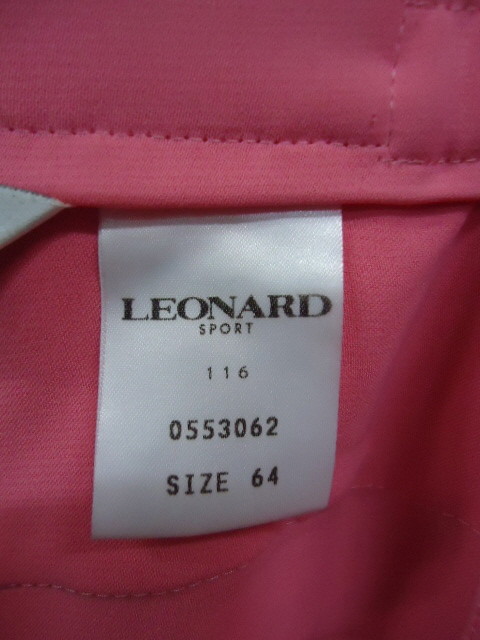 LEONARD
SPORT
116
0553062
SIZE 64